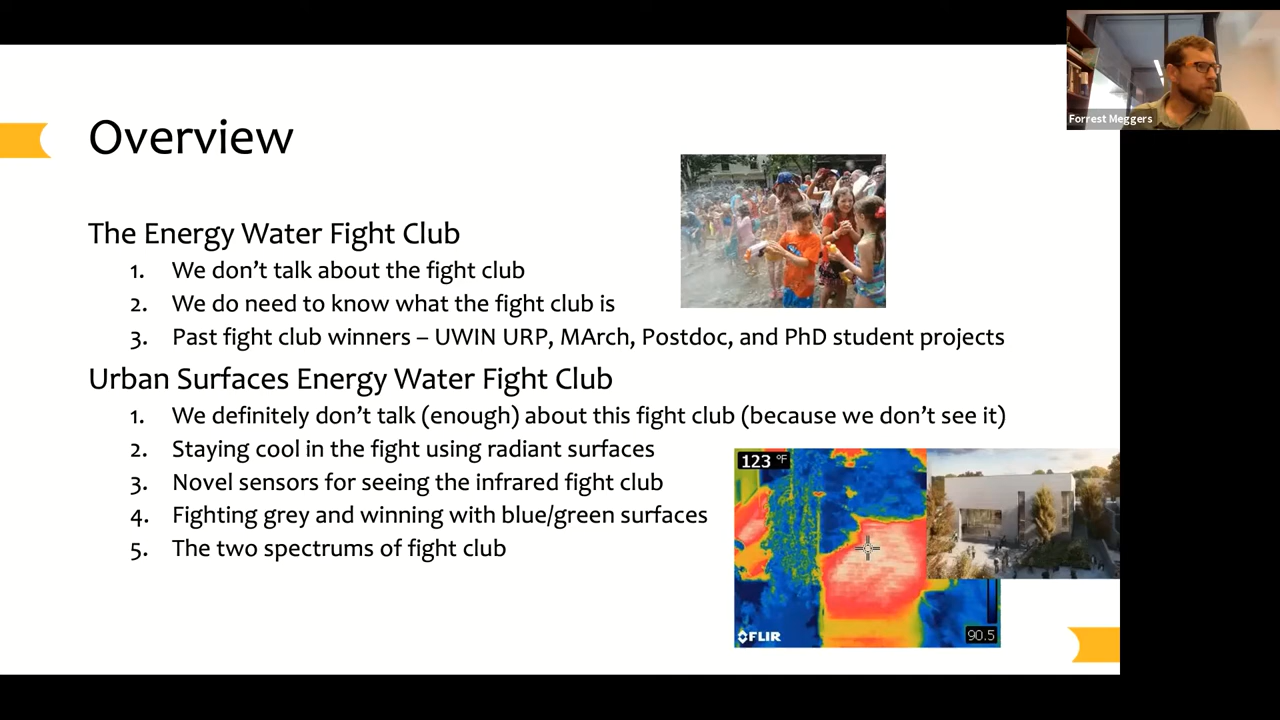 Overview
The Energy Water Fight Club
1. We don't talk about the fight club
2. We do need to know what the fight club is
3. Past fight club winners – UWIN URP, MArch, Postdoc, and PhD student projects
Urban Surfaces Energy Water Fight Club
1. We definitely don't talk (enough) about this fight club (because we don't see it)
2. Staying cool in the fight using radiant surfaces
3. Novel sensors for seeing the infrared fight club
4. Fighting grey and winning with blue/green surfaces
5. The two spectrums of fight club
123 °F
FLIR
90.5
Forrest Meggers